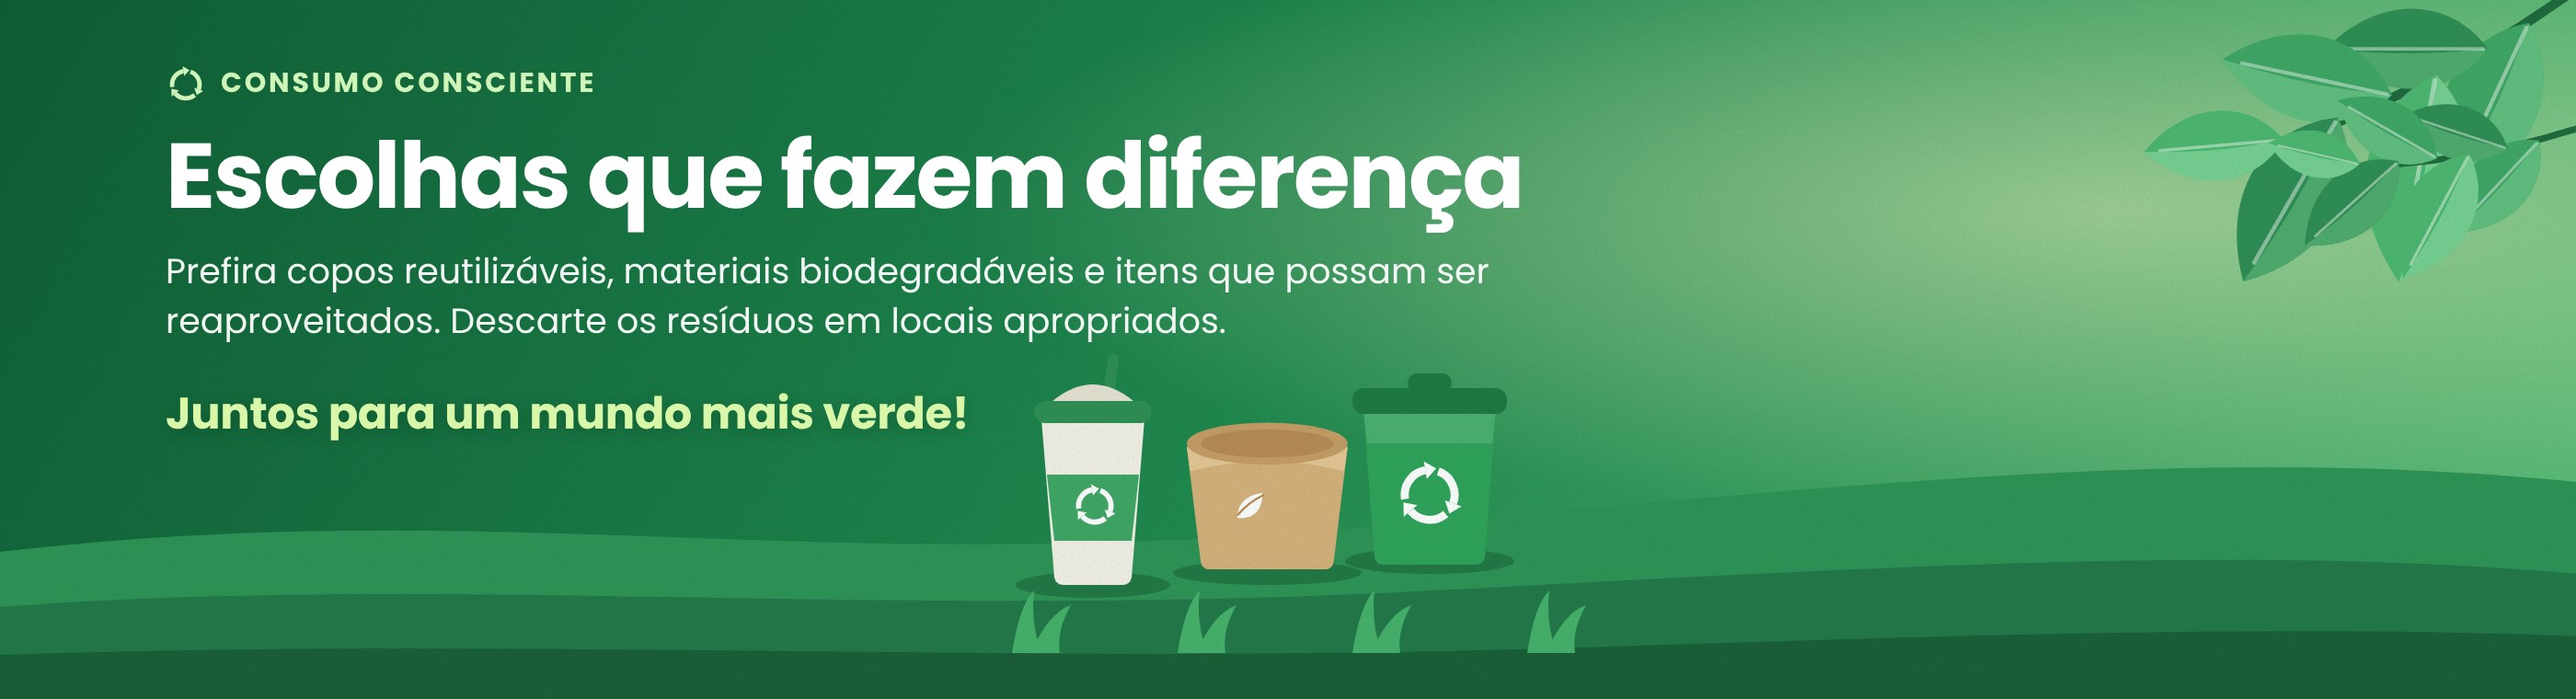 CONSUMO CONSCIENTE
Escolhas que fazem diferença
Prefira copos reutilizáveis, materiais biodegradáveis e itens que possam ser
reaproveitados. Descarte os resíduos em locais apropriados.
Juntos para um mundo mais verde!